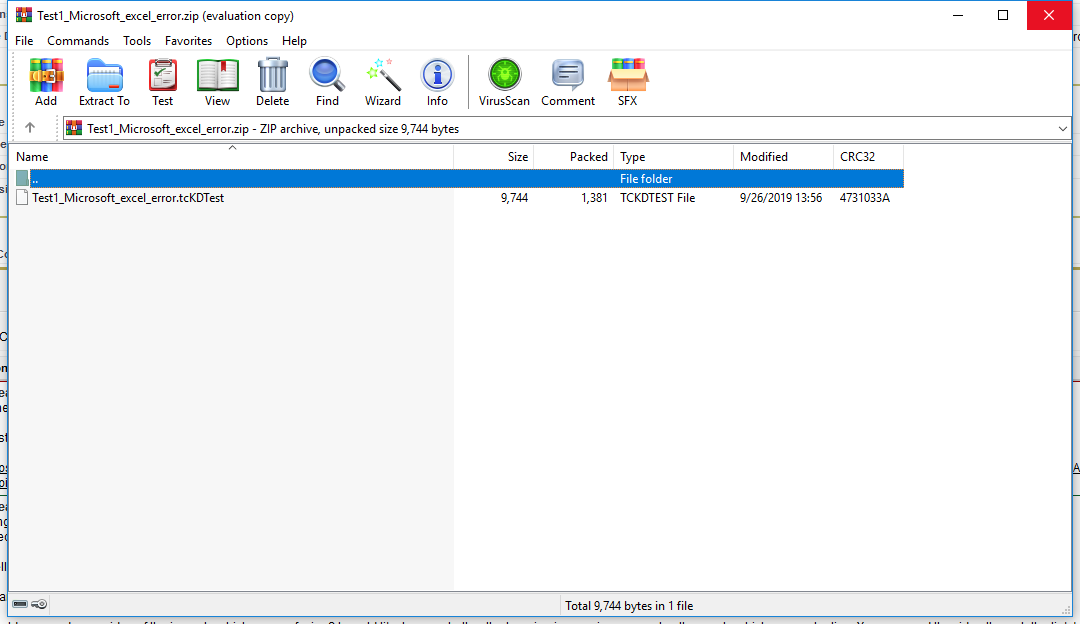 Test1_Microsoft_excel_error.zip (evaluation copy)
File Commands Tools Favorites Options Help
Add Extract To Test View Delete Find Wizard Info VirusScan Comment SFX
Test1_Microsoft_excel_error.zip - ZIP archive, unpacked size 9,744 bytes
Name Size Packed Type Modified CRC32
.. File folder
Test1_Microsoft_excel_error.tcKDTest 9,744 1,381 TCKDTEST File 9/26/2019 13:56 4731033A
Total 9,744 bytes in 1 file